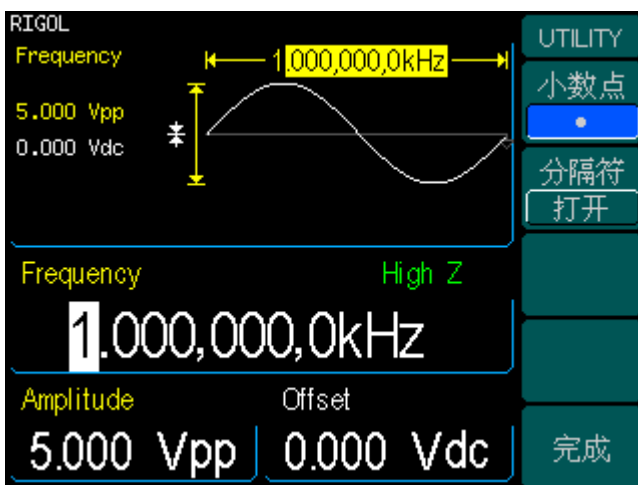 RIGOL
Frequency
1.000,000,0kHz
5.000 Vpp
0.000 Vdc
Frequency
High Z
1.000,000,0kHz
Amplitude
Offset
5.000 Vpp
0.000 Vdc
UTILITY
小数点
分隔符
打开
完成